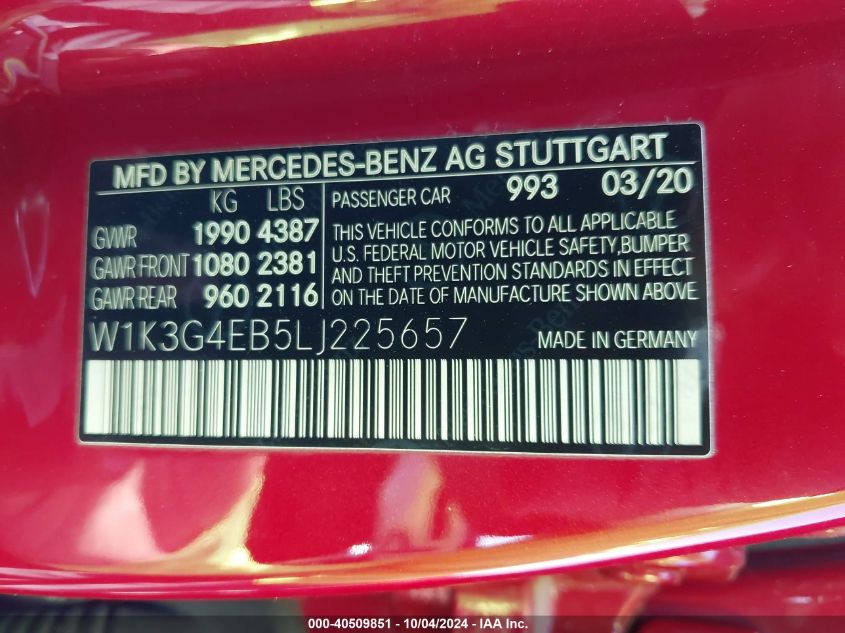 MFD BY MERCEDES-BENZ AG STUTTGART
KG LBS
GVWR 1990 4387
GAWR FRONT 1080 2381
GAWR REAR 960 2116
PASSENGER CAR 993 03/20
THIS VEHICLE CONFORMS TO ALL APPLICABLE
U.S. FEDERAL MOTOR VEHICLE SAFETY,BUMPER
AND THEFT PREVENTION STANDARDS IN EFFECT
ON THE DATE OF MANUFACTURE SHOWN ABOVE.
W1K3G4EB5LJ225657
MADE IN GERMANY
000-40509851 - 10/04/2024 - IAA Inc.